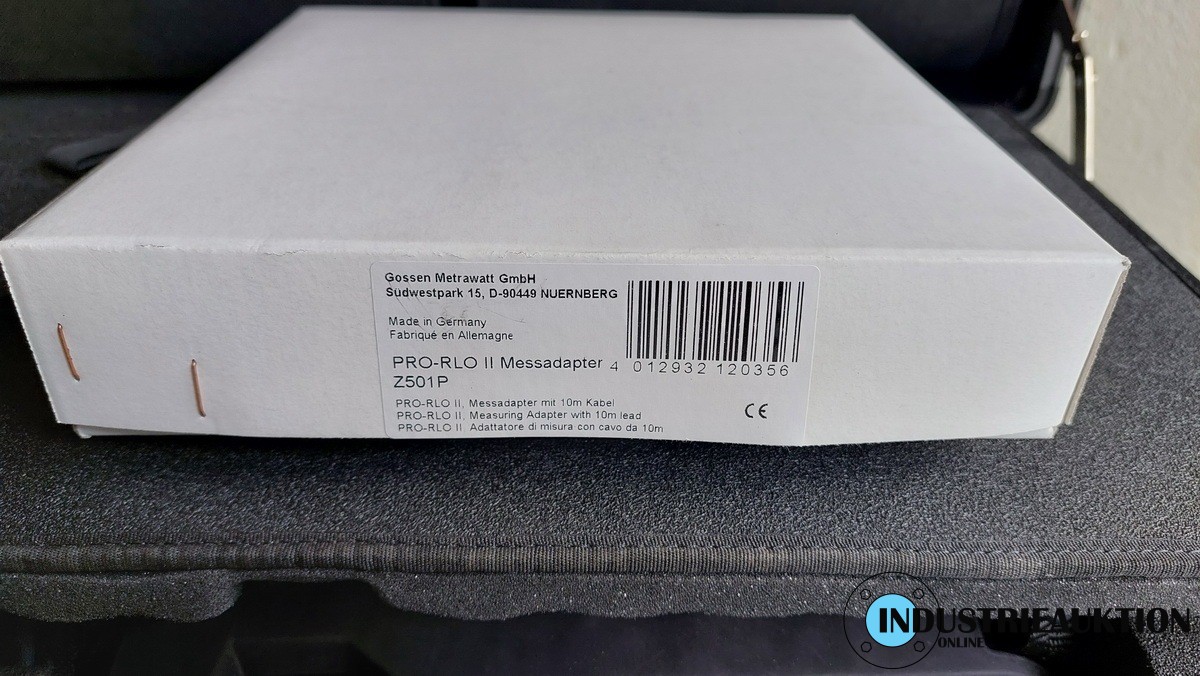 Gossen Metrawatt GmbH
Südwestpark 15, D-90449 NUERNBERG
Made in Germany
Fabriqué en Allemagne
PRO-RLO II Messadapter
Z501P
4 012932 120356
PRO-RLO II, Messadapter mit 10m Kabel
PRO-RLO II, Measuring Adapter with 10m lead
PRO-RLO II, Adattatore di misura con cavo da 10m
CE
INDUSTRIEAUKTION
ONLINE